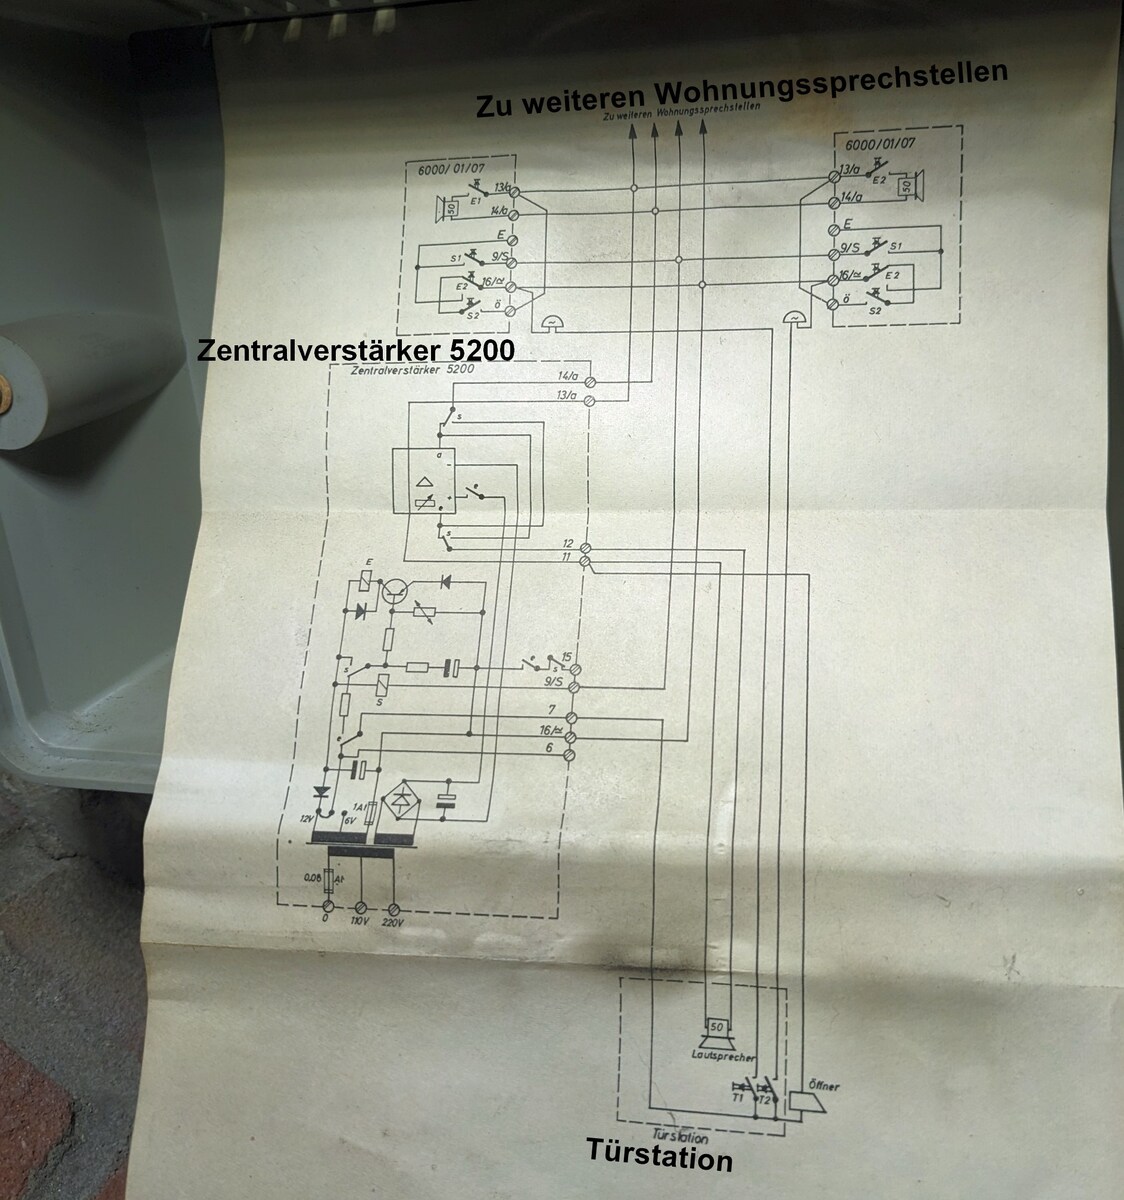 Zu weiteren Wohnungssprechstellen
Zu weiteren Wohnungssprechstellen
6000/01/07
13/a
E1
50
14/a
E
S1
9/S
E2
16/≃
S2
ö
6000/01/07
13/a
E2
50
14/a
E
9/S
S1
16/≃
E2
ö
S2
~
~
Zentralverstärker 5200
Zentralverstärker 5200
14/a
13/a
s
a
-
e
+
e
s
12
11
E
e
s
15
s
9/S
S
7
16/≃
e
6
12V
6V
1At
0,08
At
0
110V
220V
50
Lautsprecher
T1
T2
Öffner
Türstation
Türstation